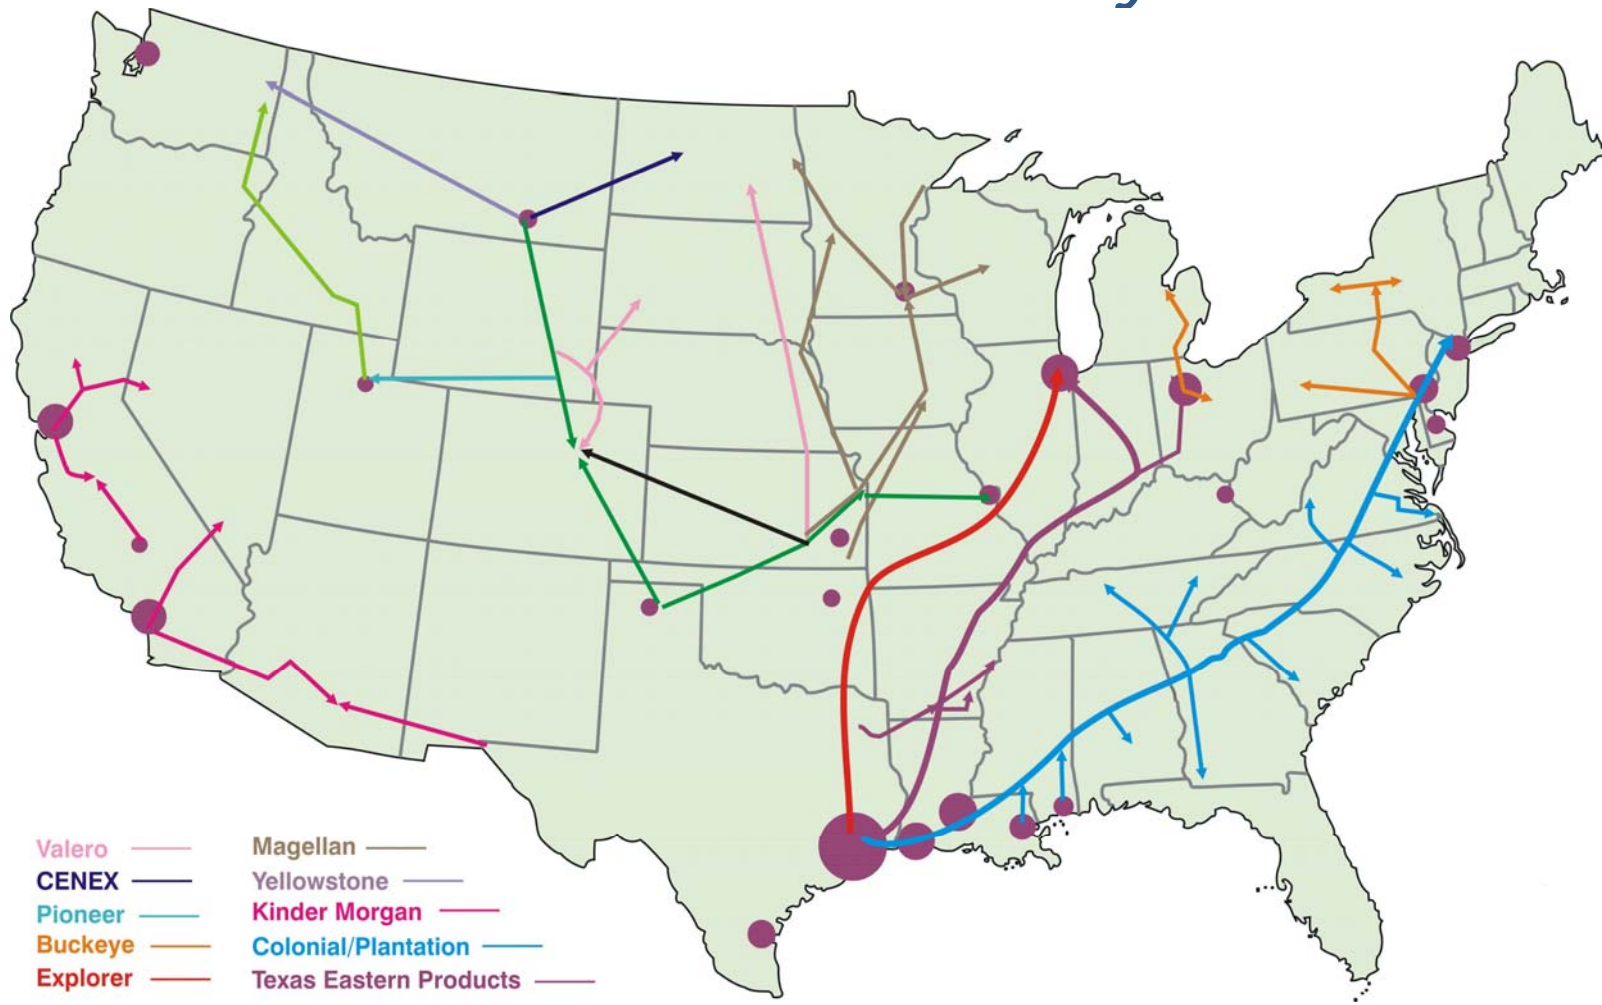 Valero
CENEX
Pioneer
Buckeye
Explorer
Magellan
Yellowstone
Kinder Morgan
Colonial/Plantation
Texas Eastern Products